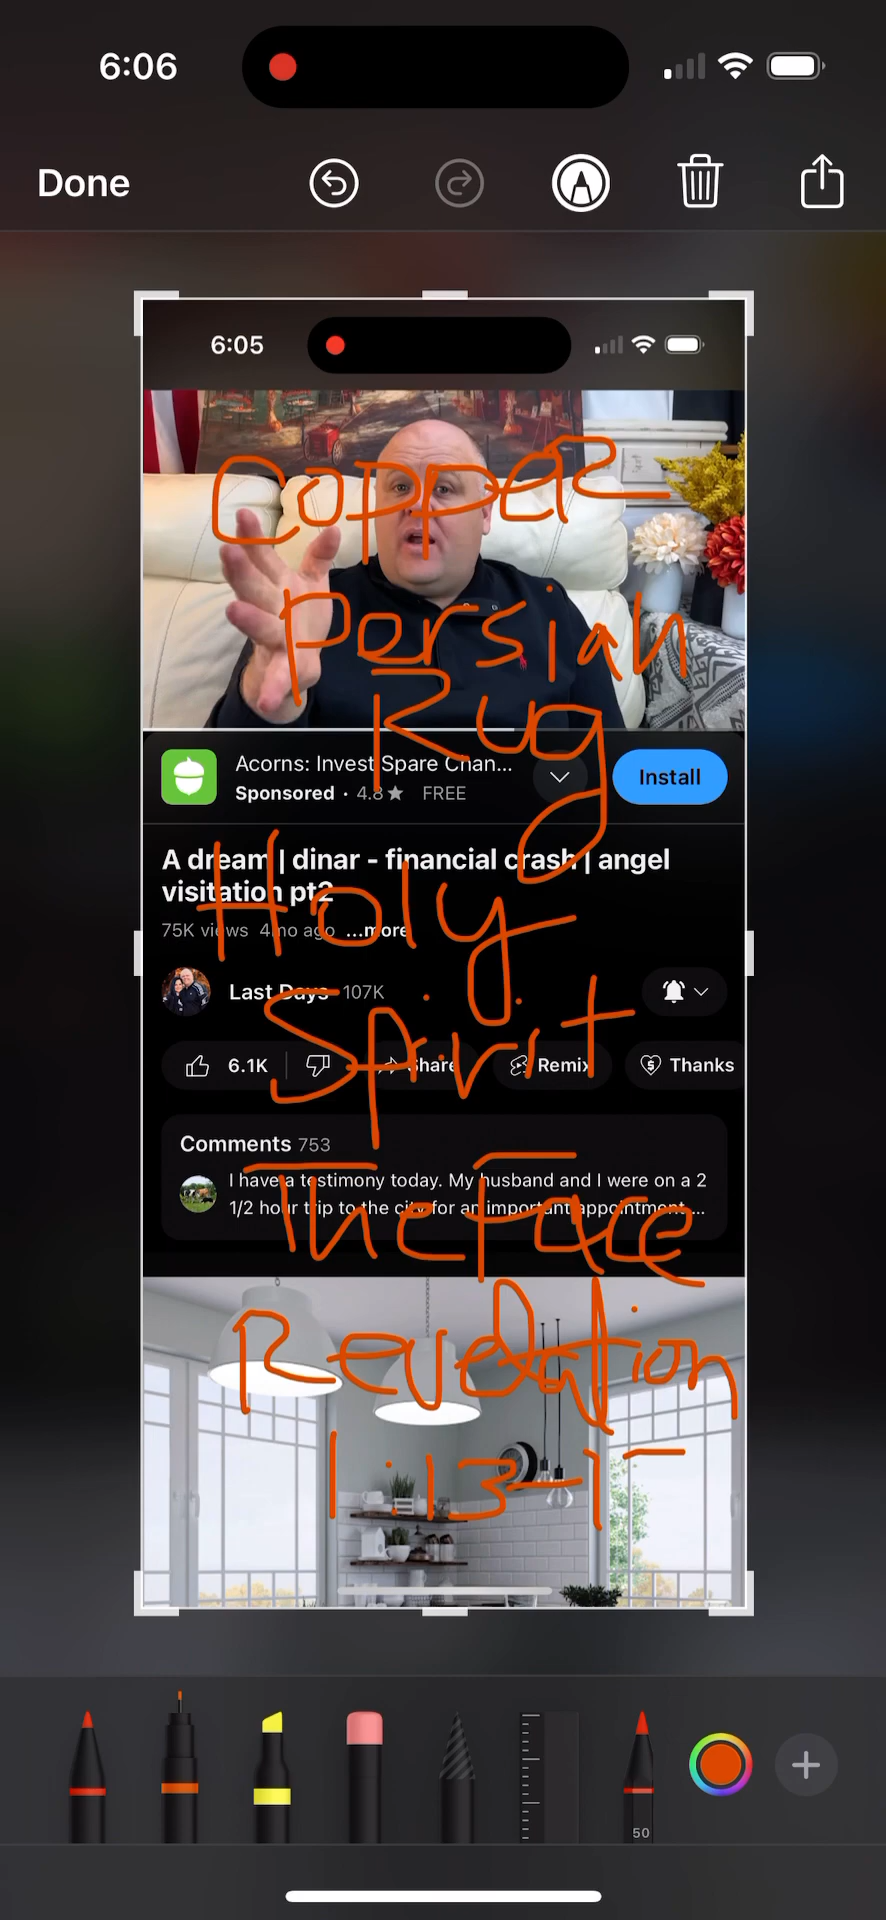 6:06
Done
6:05
Copper
Persian
Rug
Acorns: Invest Spare Chan...
Sponsored · 4.8★ FREE
Install
A dream | dinar - financial crash | angel
visitation pt2
Holy
75K views 4mo ago ...more
Last Days 107K
Spirit
6.1K Share Remix Thanks
Comments 753
I have a testimony today. My husband and I were on a 2
1/2 hour trip to the city for an important appointment....
The Face
Revelation
1:13-15
50